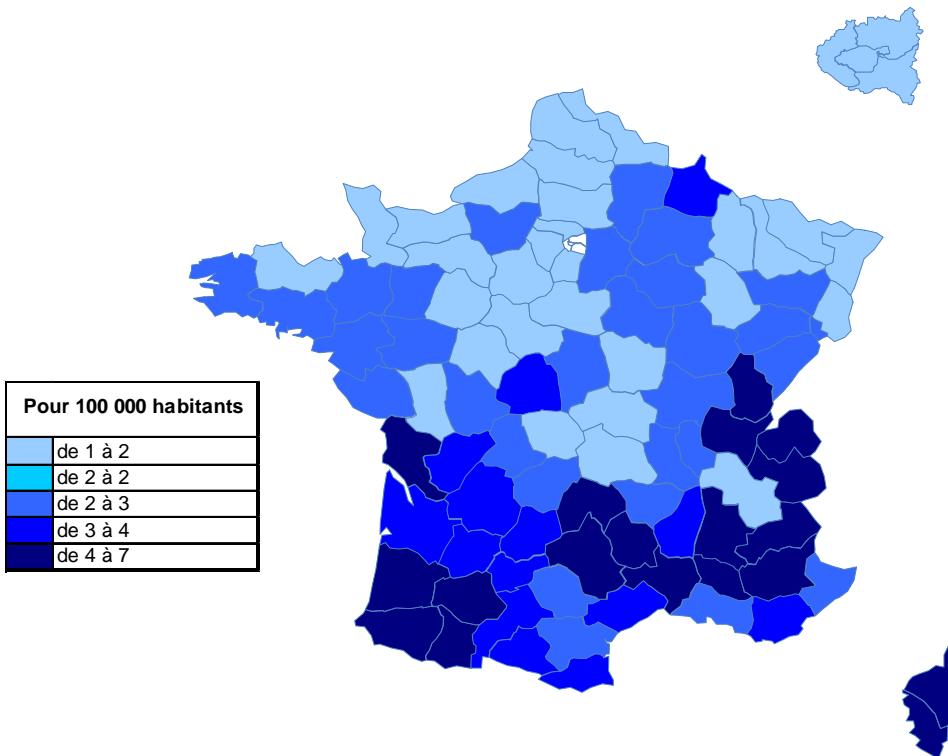 Pour 100 000 habitants
de 1 à 2
de 2 à 2
de 2 à 3
de 3 à 4
de 4 à 7